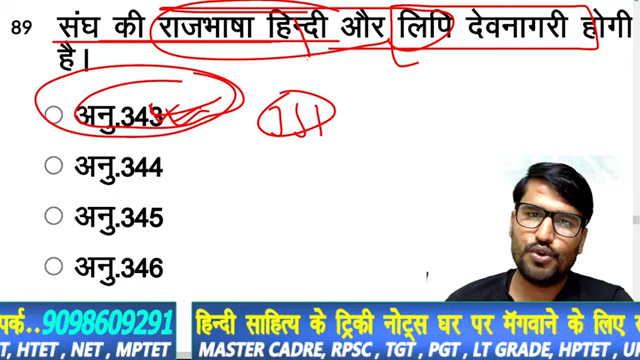 89 संघ की राजभाषा हिन्दी और लिपि देवनागरी होगी
है।
अनु.343
अनु.344
अनु.345
अनु.346
पर्क.. 9098609291 हिन्दी साहित्य के ट्रिकी नोट्स घर पर मॅगवाने के लिए
T, HTET , NET , MPTET MASTER CADRE, RPSC , TGT , PGT , LT GRADE, HPTET , U